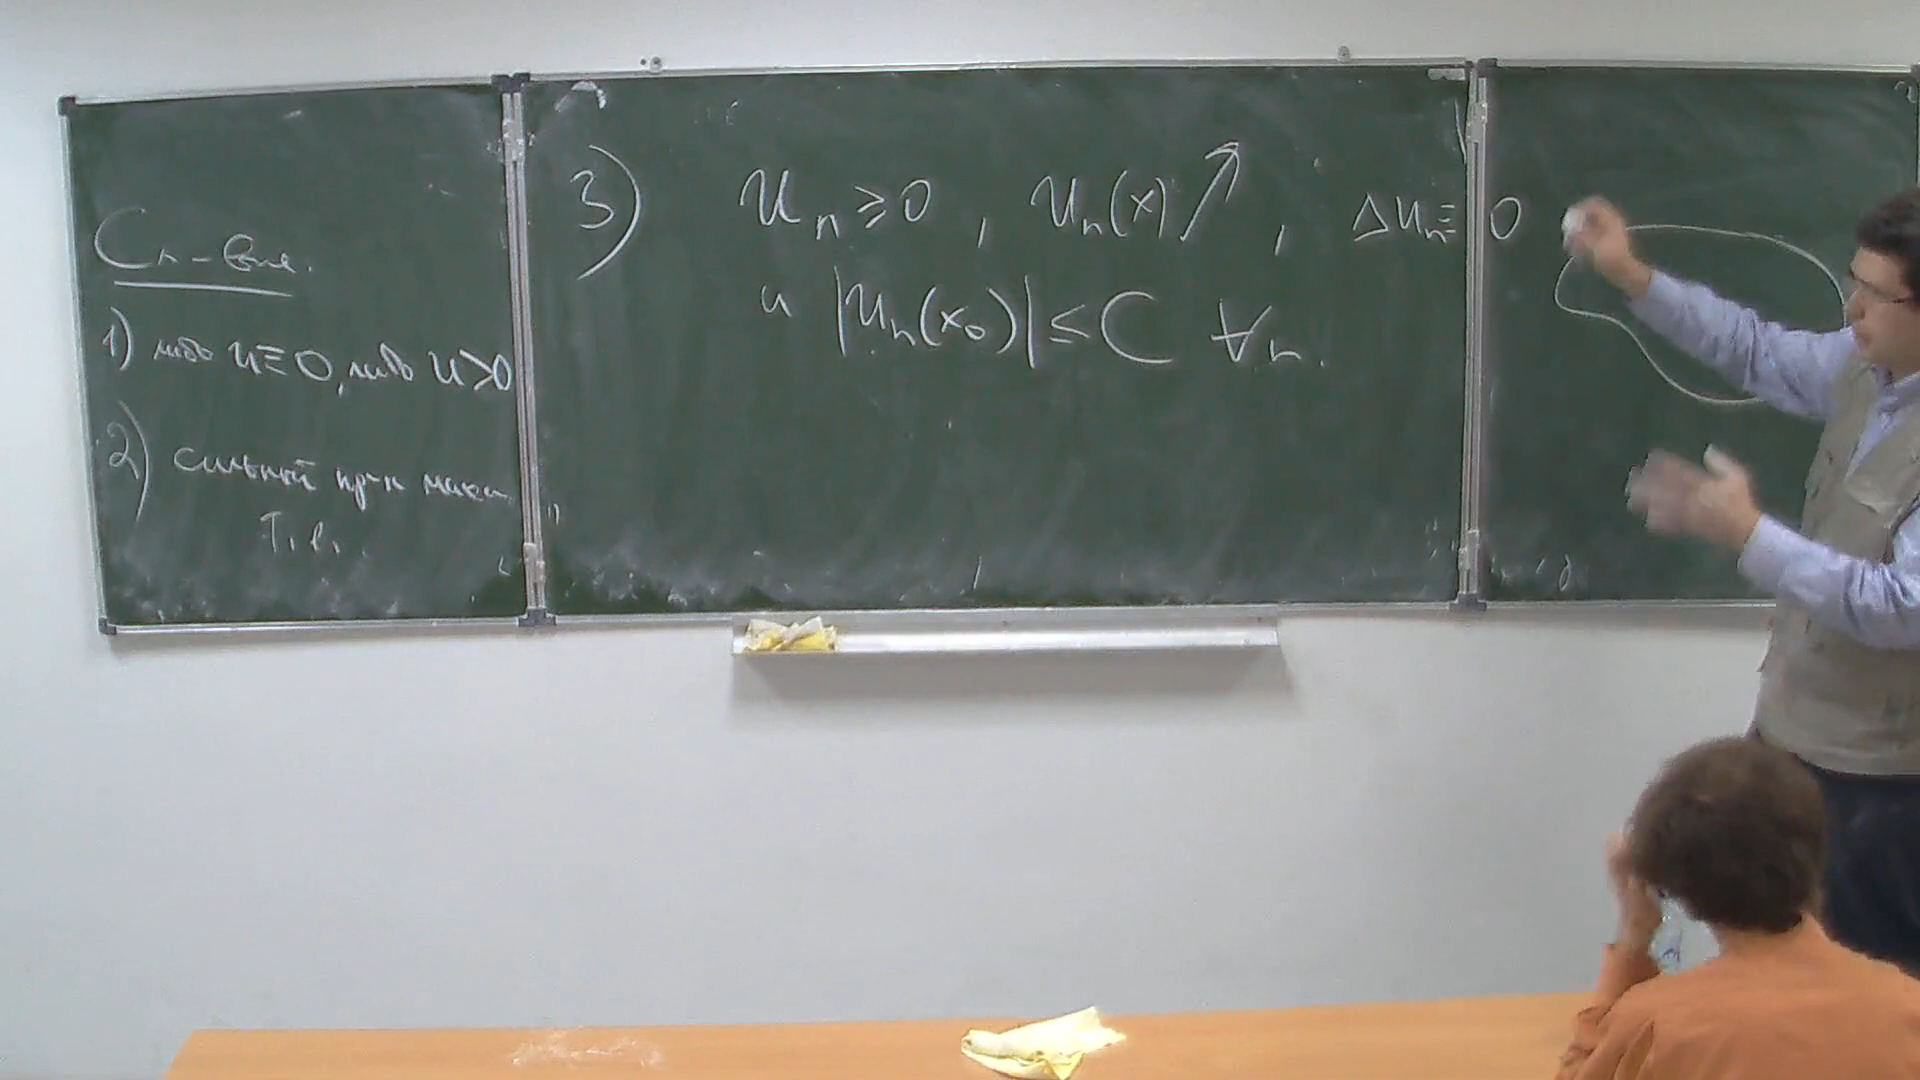 Сл-вие.
1) либо u≡0, либо u>0
2) сильный пр-п макс.
3) u_n ⩾ 0 , u_n(x)↗ , Δu_n ≡ 0
и |u_n(x_0)| ≤ C ∀n.